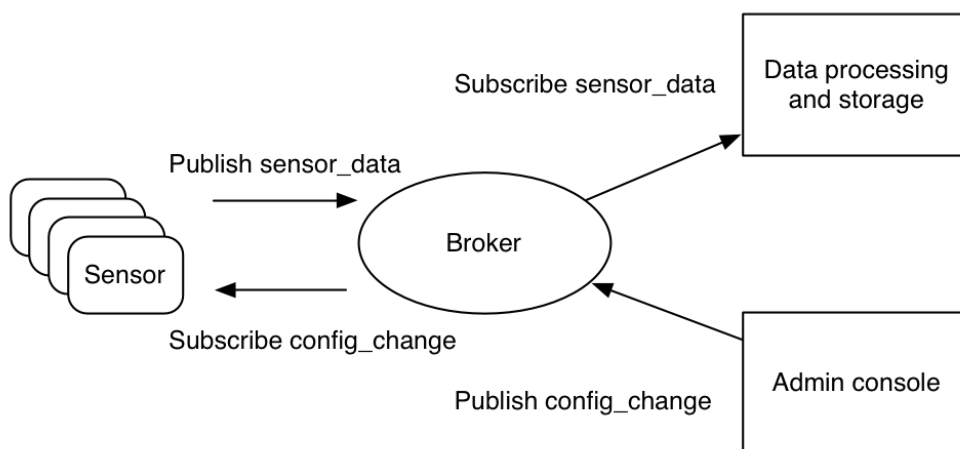 Data processing
and storage
Subscribe sensor_data
Publish sensor_data
Broker
Sensor
Subscribe config_change
Admin console
Publish config_change